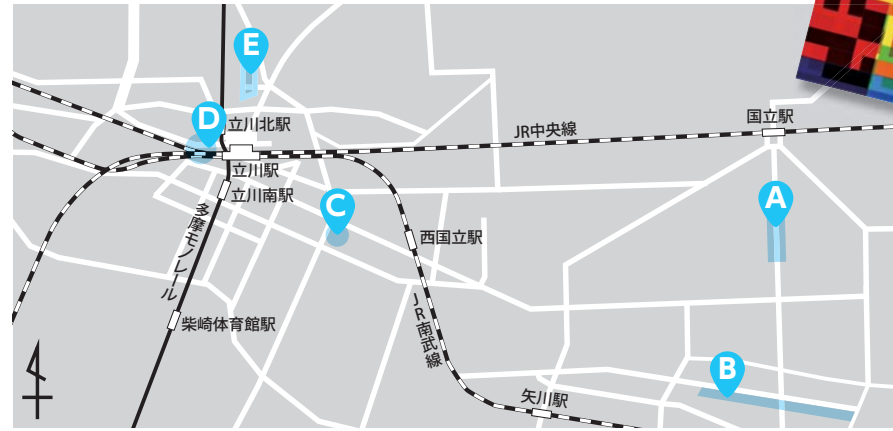 E
D
立川北駅
JR中央線
国立駅
立川駅
立川南駅
A
C
多摩モノレール
西国立駅
柴崎体育館駅
JR南武線
B
矢川駅